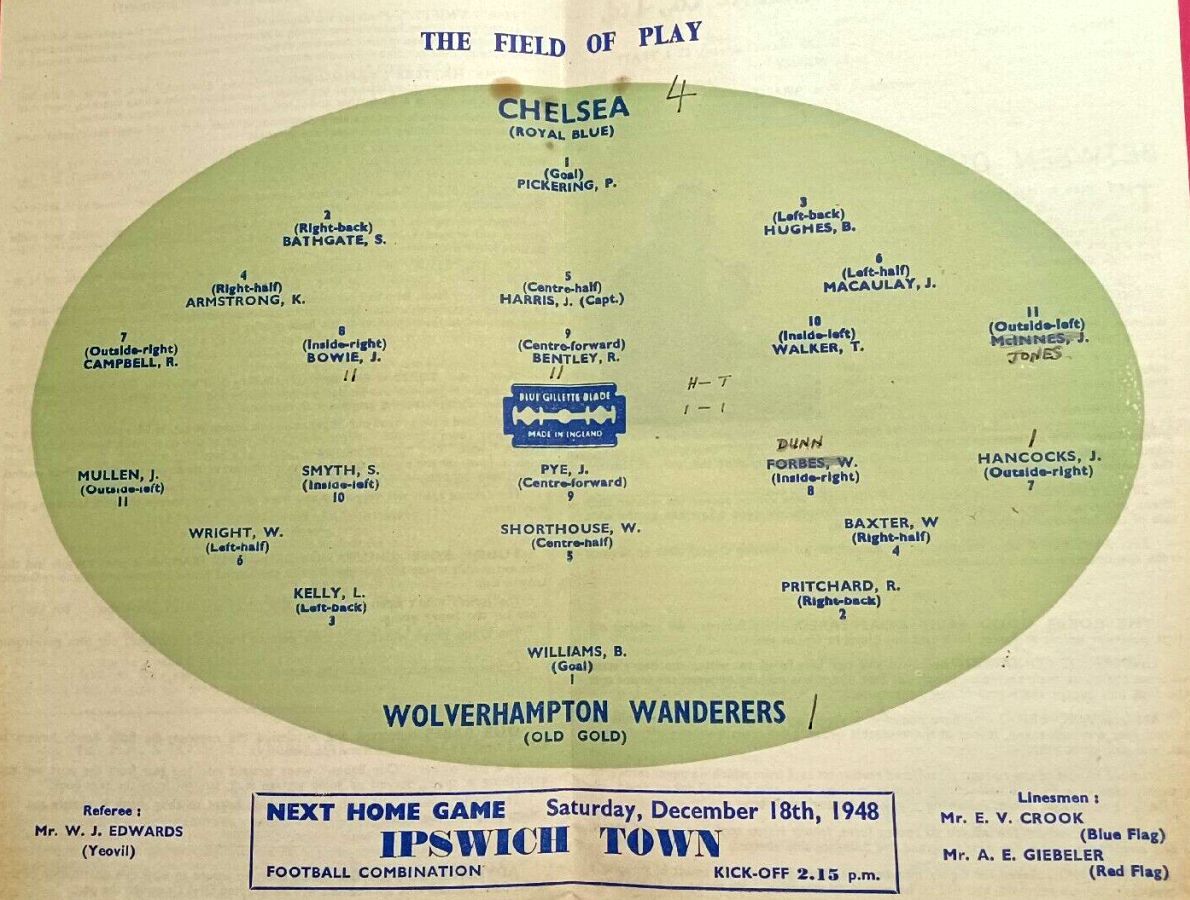 THE FIELD OF PLAY
CHELSEA 4
(ROYAL BLUE)
1
(Goal)
PICKERING, P.
2
(Right-back)
BATHGATE, S.
3
(Left-back)
HUGHES, B.
4
(Right-half)
ARMSTRONG, K.
5
(Centre-half)
HARRIS, J. (Capt.)
6
(Left-half)
MACAULAY, J.
7
(Outside-right)
CAMPBELL, R.
8
(Inside-right)
BOWIE, J.
11
9
(Centre-forward)
BENTLEY, R.
11
10
(Inside-left)
WALKER, T.
11
(Outside-left)
McINNES, J.
JONES
BLUE GILLETTE BLADE
MADE IN ENGLAND
H-T
1-1
MULLEN, J.
(Outside-left)
11
SMYTH, S.
(Inside-left)
10
PYE, J.
(Centre-forward)
9
DUNN
FORBES, W.
(Inside-right)
8
1
HANCOCKS, J.
(Outside-right)
7
WRIGHT, W.
(Left-half)
6
SHORTHOUSE, W.
(Centre-half)
5
BAXTER, W
(Right-half)
4
KELLY, L.
(Left-back)
3
PRITCHARD, R.
(Right-back)
2
WILLIAMS, B.
(Goal)
1
WOLVERHAMPTON WANDERERS 1
(OLD GOLD)
Referee :
Mr. W. J. EDWARDS
(Yeovil)
NEXT HOME GAME Saturday, December 18th, 1948
IPSWICH TOWN
FOOTBALL COMBINATION KICK-OFF 2.15 p.m.
Linesmen :
Mr. E. V. CROOK
(Blue Flag)
Mr. A. E. GIEBELER
(Red Flag)